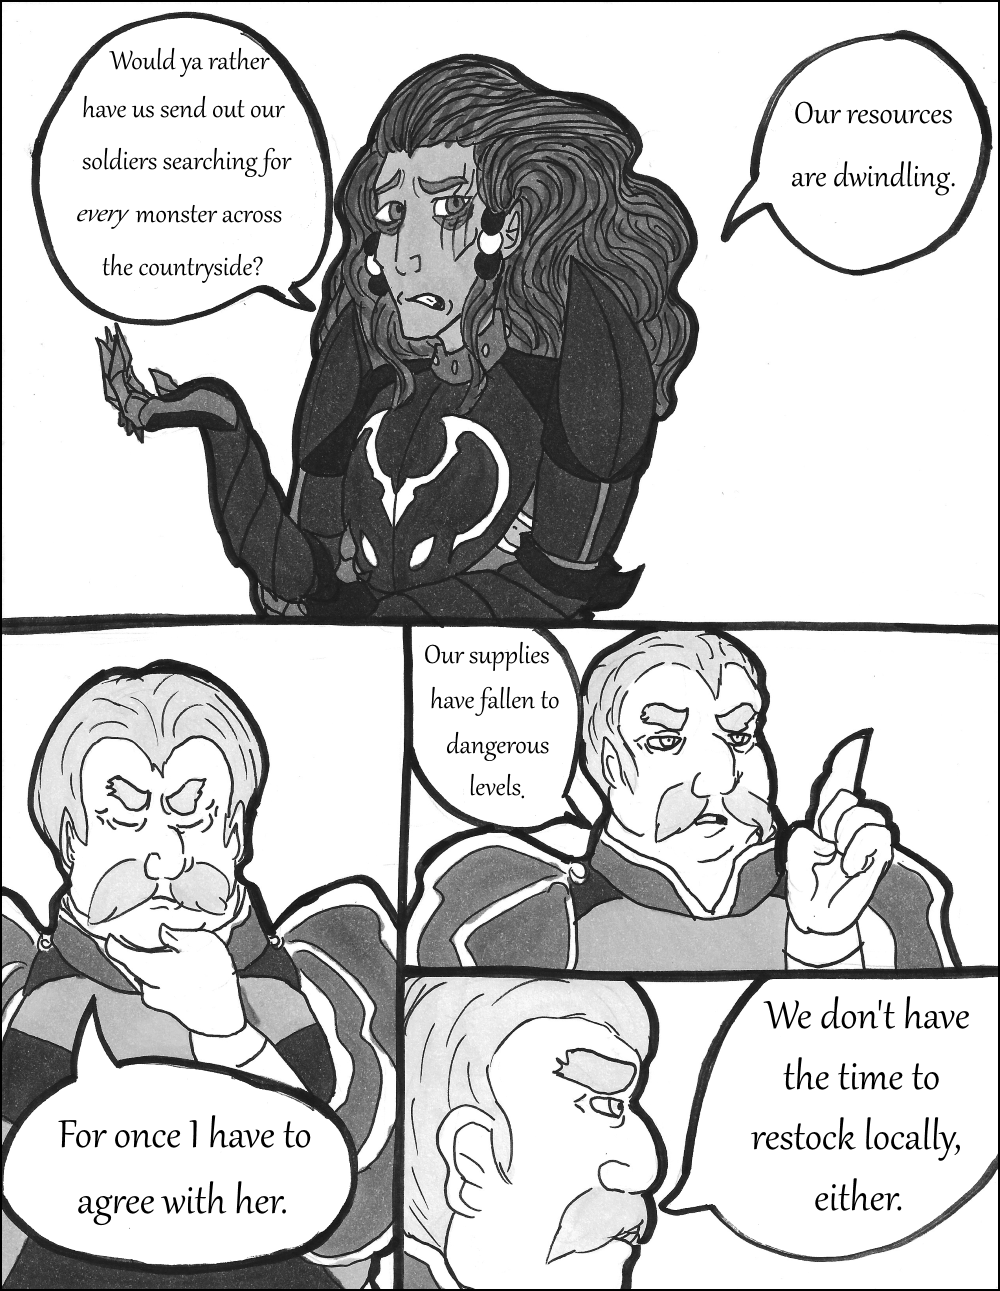 Would ya rather
have us send out our
soldiers searching for
every monster across
the countryside?
Our resources
are dwindling.
For once I have to
agree with her.
Our supplies
have fallen to
dangerous
levels.
We don't have
the time to
restock locally,
either.